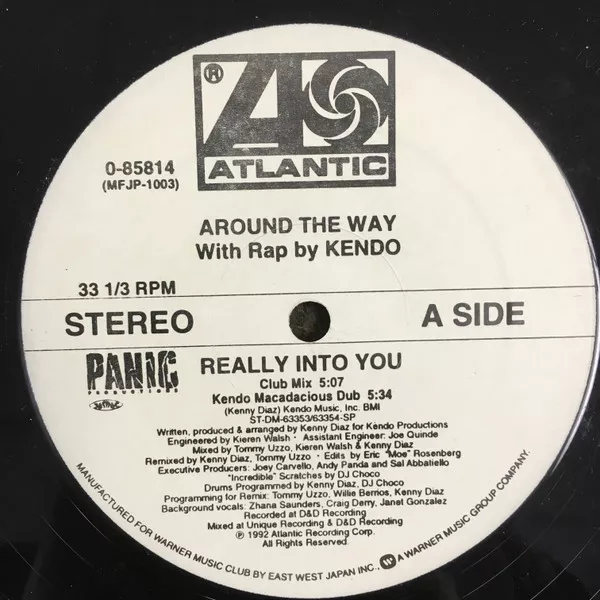 ®
ATLANTIC
0-85814
(MFJP-1003)
AROUND THE WAY
With Rap by KENDO
33 1/3 RPM
STEREO
A SIDE
PANIC
PRODUCTIONS
REALLY INTO YOU
Club Mix 5:07
Kendo Macadacious Dub 5:34
(Kenny Diaz) Kendo Music, Inc. BMI
ST-DM-63353/63354-SP
Written, produced & arranged by Kenny Diaz for Kendo Productions
Engineered by Kieren Walsh · Assistant Engineer: Joe Quinde
Mixed by Tommy Uzzo, Kieren Walsh & Kenny Diaz
Remixed by Kenny Diaz, Tommy Uzzo · Edits by Eric "Moe" Rosenberg
Executive Producers: Joey Carvello, Andy Panda and Sal Abbatiello
"Incredible" Scratches by DJ Choco
Drums Programmed by Kenny Diaz, DJ Choco
Programming for Remix: Tommy Uzzo, Willie Berrios, Kenny Diaz
Background vocals: Zhana Saunders, Craig Derry, Janet Gonzalez
Recorded at D&D Recording
Mixed at Unique Recording & D&D Recording
℗ 1992 Atlantic Recording Corp.
All Rights Reserved.
MANUFACTURED FOR WARNER MUSIC CLUB BY EAST WEST JAPAN INC., A WARNER MUSIC GROUP COMPANY.